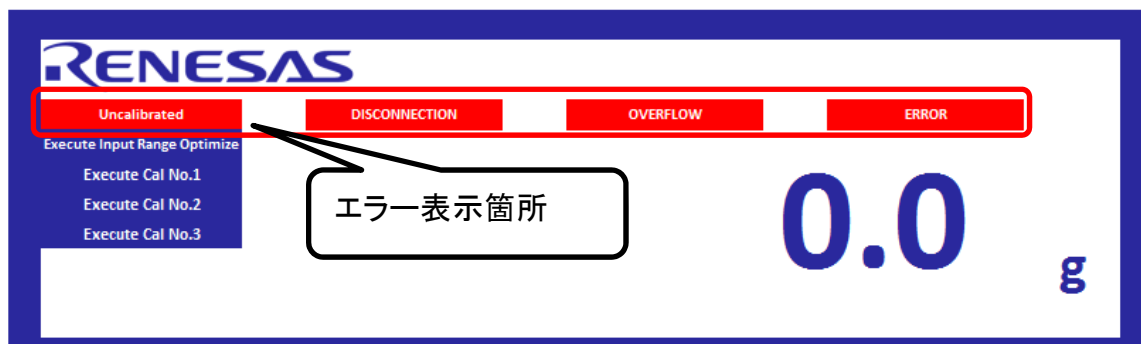 RENESAS
Uncalibrated DISCONNECTION OVERFLOW ERROR
Execute Input Range Optimize
Execute Cal No.1
Execute Cal No.2
Execute Cal No.3
エラー表示箇所
0.0
g